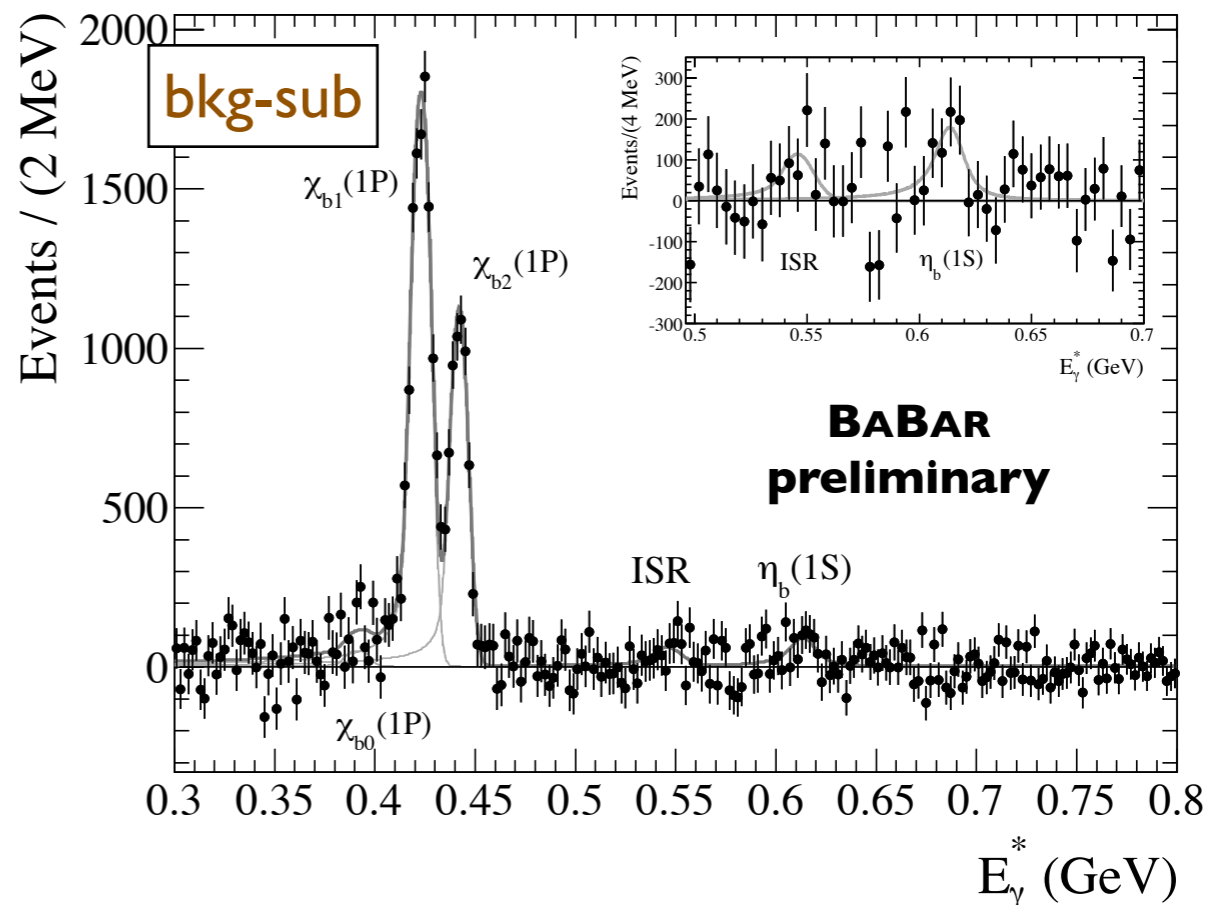 Events / (2 MeV)
2000
1500
1000
500
0
bkg-sub
χb1(1P)
χb2(1P)
χb0(1P)
ISR
ηb(1S)
BABAR
preliminary
0.3 0.35 0.4 0.45 0.5 0.55 0.6 0.65 0.7 0.75 0.8
E*γ (GeV)
Events/(4 MeV)
300
200
100
0
-100
-200
-300
ISR
ηb(1S)
0.5 0.55 0.6 0.65 0.7
E*γ (GeV)